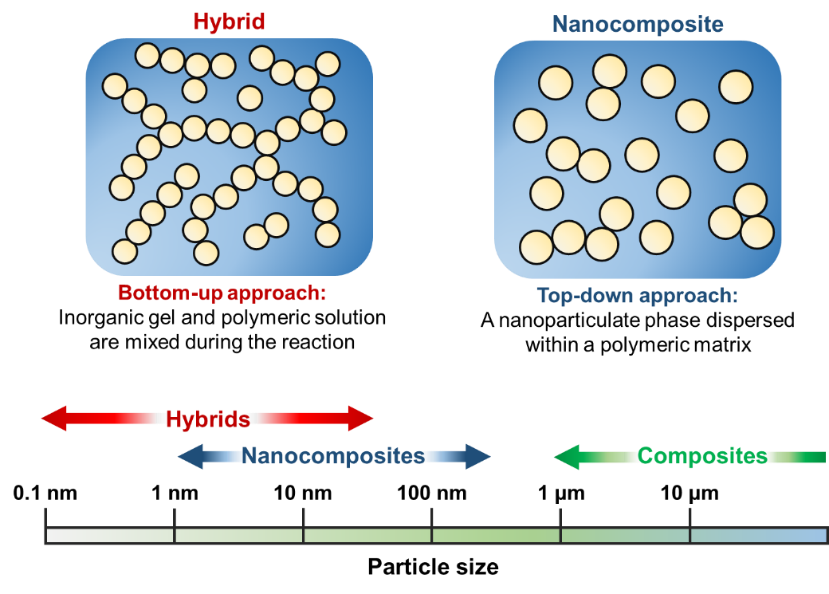 Hybrid
Nanocomposite
Bottom-up approach:
Inorganic gel and polymeric solution
are mixed during the reaction
Top-down approach:
A nanoparticulate phase dispersed
within a polymeric matrix
Hybrids
Nanocomposites
Composites
0.1 nm
1 nm
10 nm
100 nm
1 μm
10 μm
Particle size